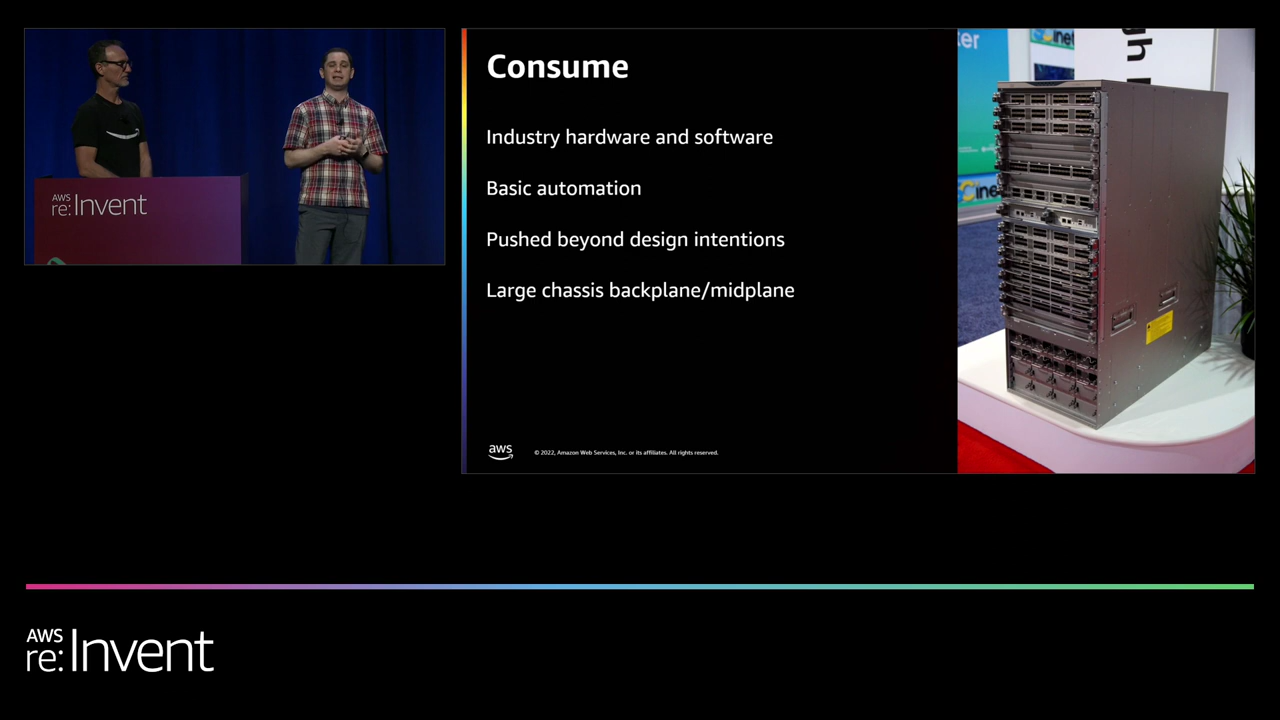 AWS
re:Invent
Consume
Industry hardware and software
Basic automation
Pushed beyond design intentions
Large chassis backplane/midplane
aws
© 2022, Amazon Web Services, Inc. or its affiliates. All rights reserved.
AWS
re:Invent